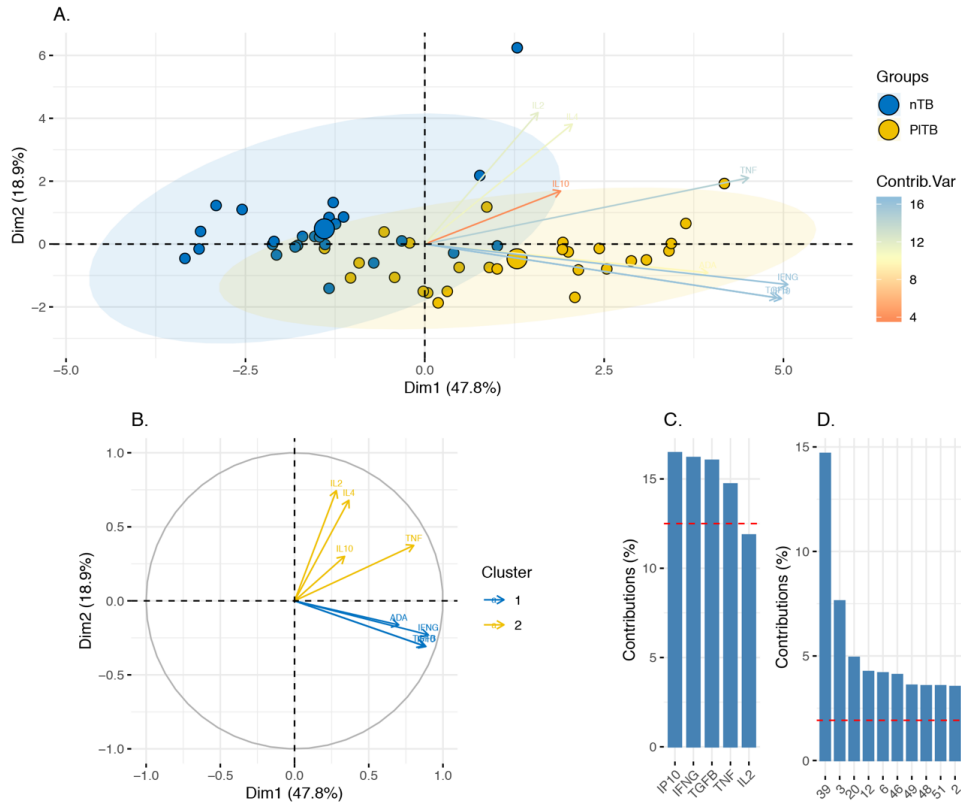 A.
6
4
2
0
−2
Dim2 (18.9%)
−5.0
−2.5
0.0
2.5
5.0
Dim1 (47.8%)
IL2
IL4
IL10
TNF
IFNG
Groups
nTB
PlTB
Contrib.Var
16
12
8
4
B.
1.0
0.5
0.0
−0.5
−1.0
Dim2 (18.9%)
−1.0
−0.5
0.0
0.5
1.0
Dim1 (47.8%)
IL2
IL4
TNF
IL10
ADA
IFNG
Cluster
1
2
C.
15
10
5
0
Contributions (%)
IP10
IFNG
TGFB
TNF
IL2
D.
15
10
5
0
Contributions (%)
39
3
20
12
6
46
49
48
51
2